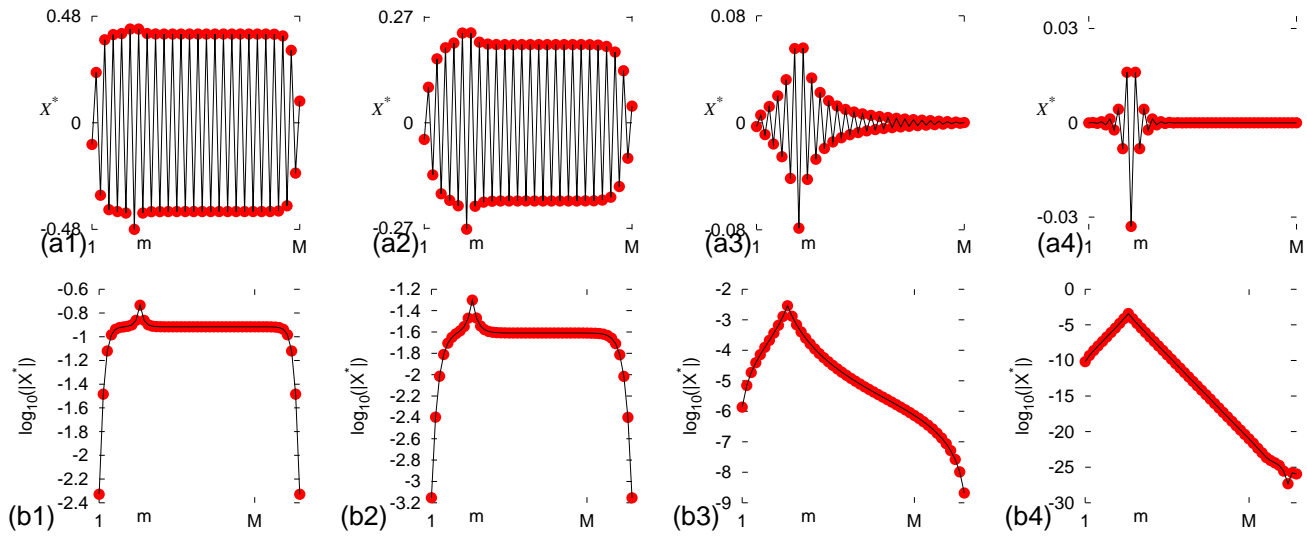 0.48
X*
0
-0.48
(a1)
1
m
M
0.27
X*
0
-0.27
(a2)
1
m
M
0.08
X*
0
-0.08
(a3)
1
m
M
0.03
X*
0
-0.03
(a4)
1
m
M
-0.6
-0.8
-1
-1.2
-1.4
-1.6
-1.8
-2
-2.2
-2.4
log10(|X*|)
(b1)
1
m
M
-1.2
-1.4
-1.6
-1.8
-2
-2.2
-2.4
-2.6
-2.8
-3
-3.2
log10(|X*|)
(b2)
1
m
M
-2
-3
-4
-5
-6
-7
-8
-9
log10(|X*|)
(b3)
1
m
M
0
-5
-10
-15
-20
-25
-30
log10(|X*|)
(b4)
1
m
M